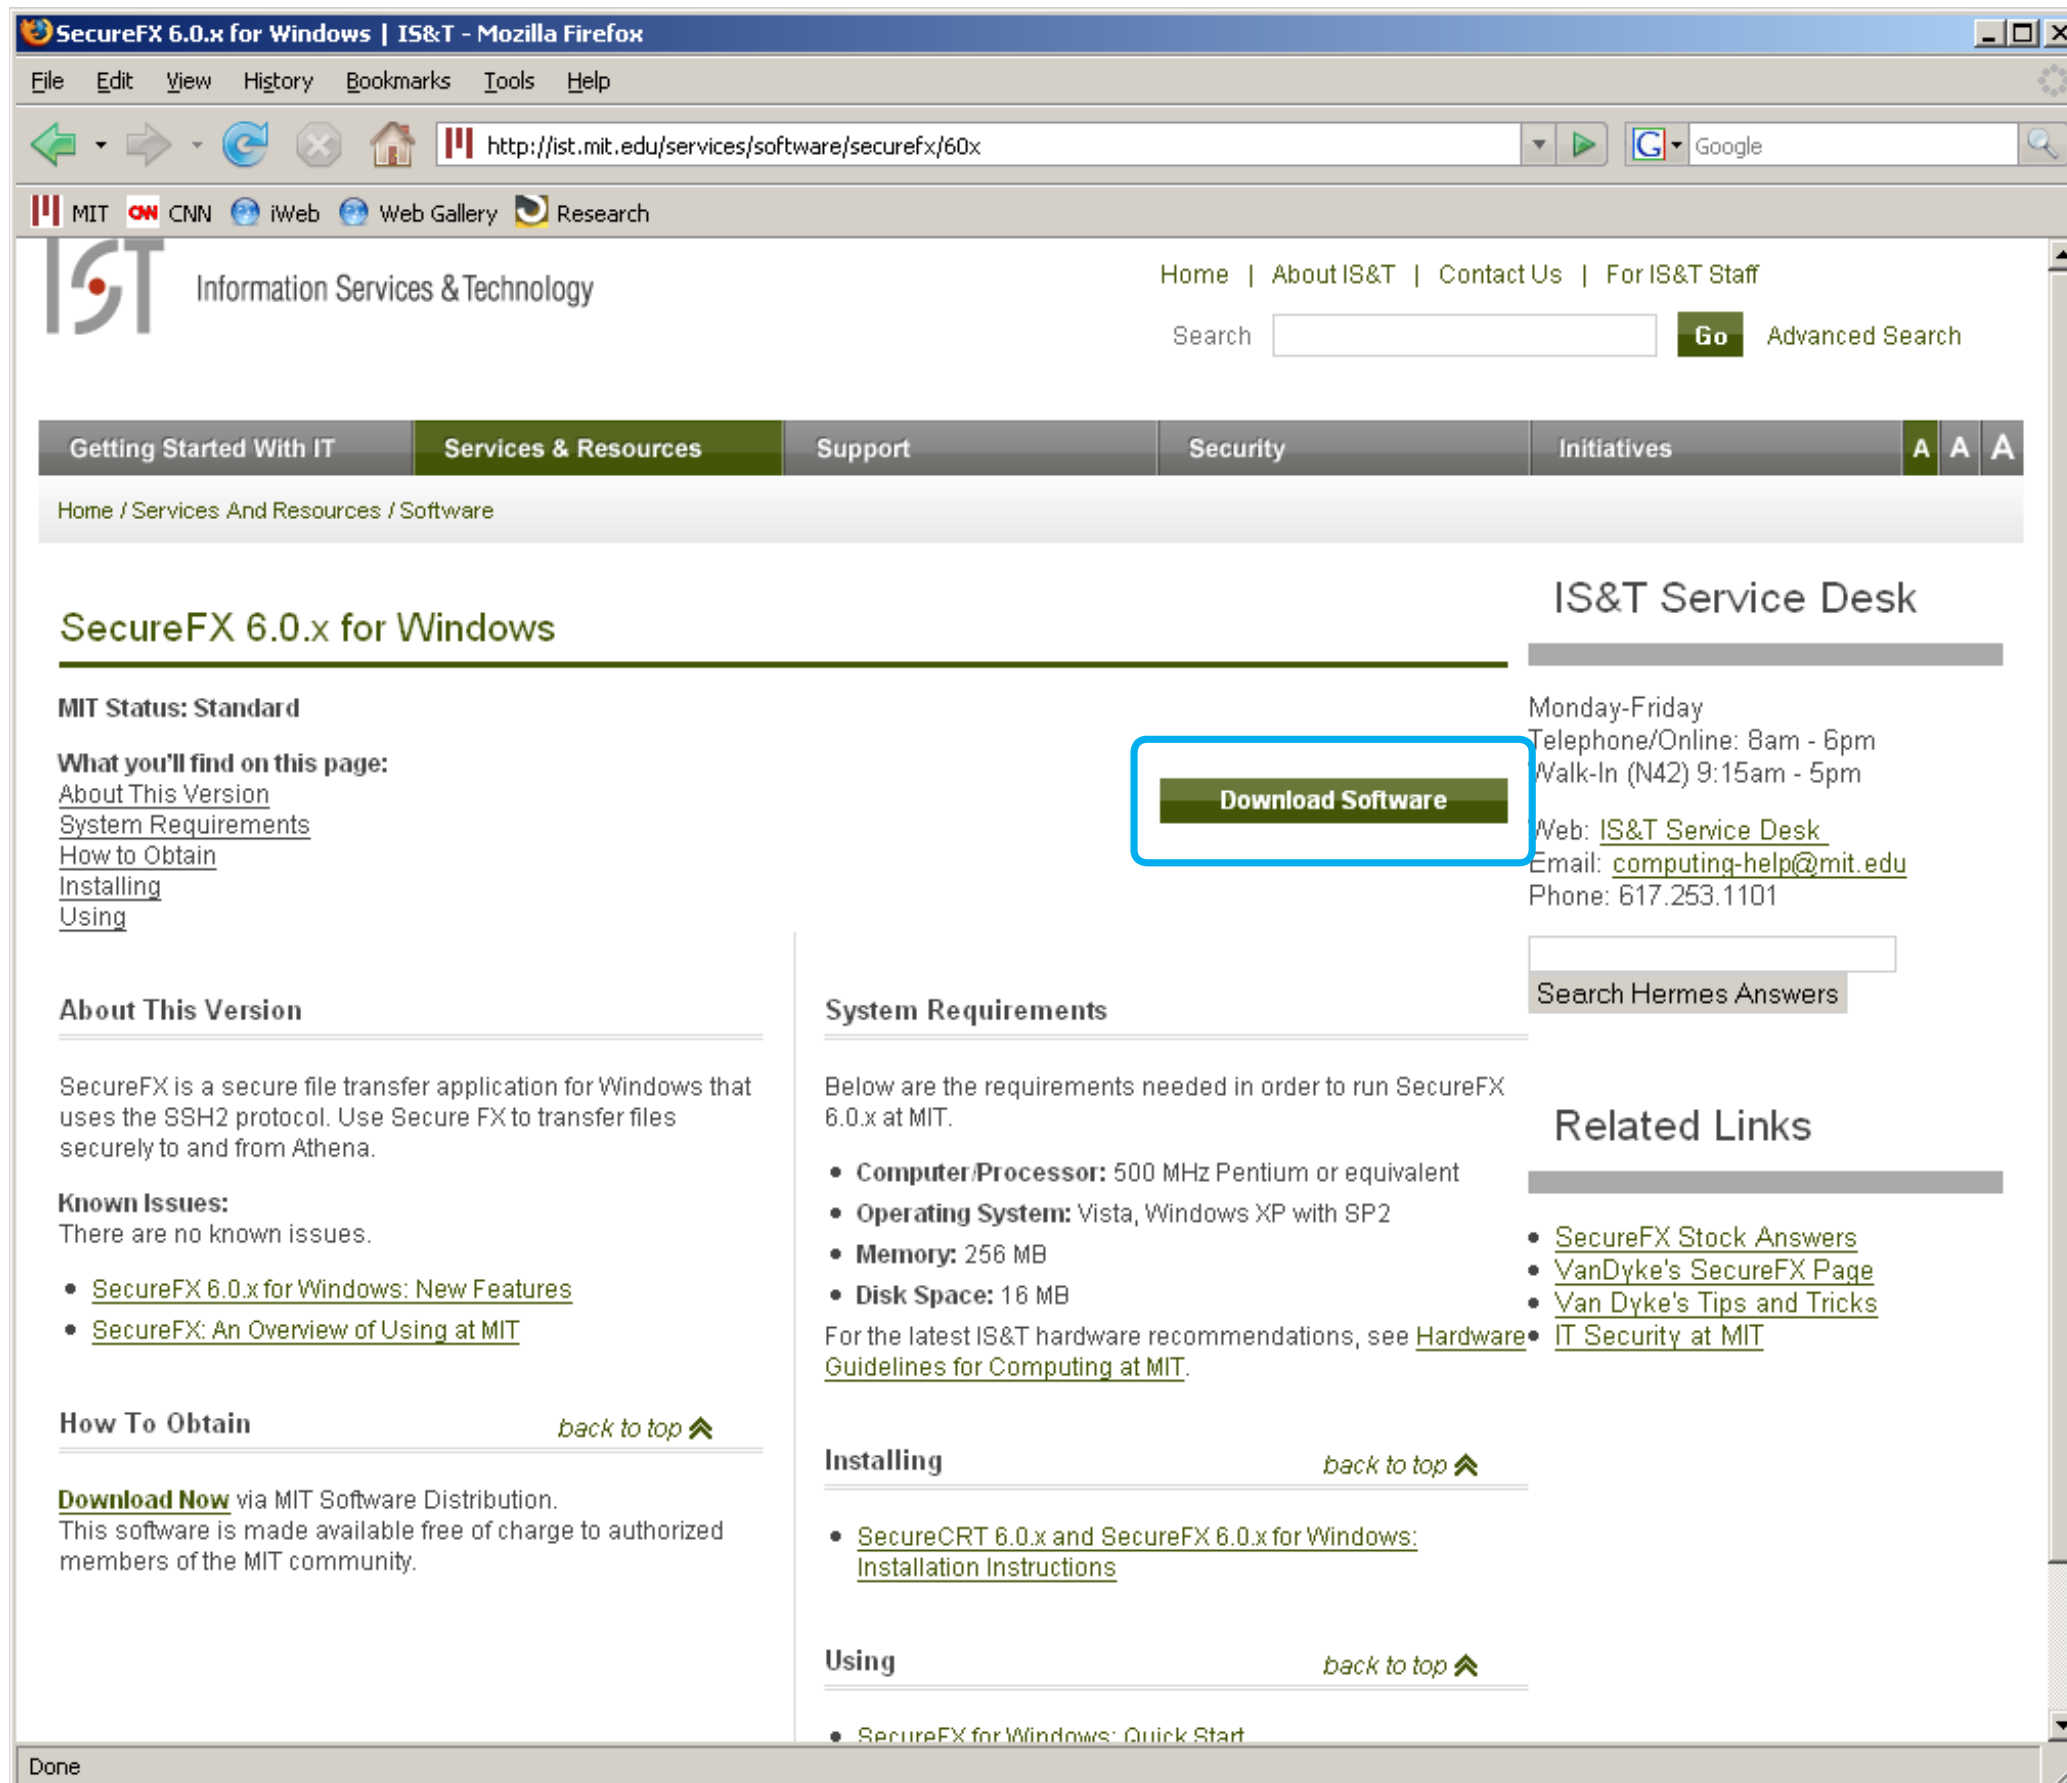 SecureFX 6.0.x for Windows | IS&T - Mozilla Firefox
File Edit View History Bookmarks Tools Help
http://ist.mit.edu/services/software/securefx/60x
G Google
MIT CNN CNN iWeb Web Gallery Research
IST Information Services & Technology
Home | About IS&T | Contact Us | For IS&T Staff
Search Go Advanced Search
Getting Started With IT Services & Resources Support Security Initiatives A A A
Home / Services And Resources / Software
SecureFX 6.0.x for Windows
MIT Status: Standard
What you'll find on this page:
About This Version
System Requirements
How to Obtain
Installing
Using
Download Software
About This Version
SecureFX is a secure file transfer application for Windows that
uses the SSH2 protocol. Use Secure FX to transfer files
securely to and from Athena.
Known Issues:
There are no known issues.
• SecureFX 6.0.x for Windows: New Features
• SecureFX: An Overview of Using at MIT
How To Obtain back to top
Download Now via MIT Software Distribution.
This software is made available free of charge to authorized
members of the MIT community.
System Requirements
Below are the requirements needed in order to run SecureFX
6.0.x at MIT.
• Computer/Processor: 500 MHz Pentium or equivalent
• Operating System: Vista, Windows XP with SP2
• Memory: 256 MB
• Disk Space: 16 MB
For the latest IS&T hardware recommendations, see Hardware
Guidelines for Computing at MIT.
Installing back to top
• SecureCRT 6.0.x and SecureFX 6.0.x for Windows:
Installation Instructions
Using back to top
• SecureFX for Windows: Quick Start
IS&T Service Desk
Monday-Friday
Telephone/Online: 8am - 6pm
Walk-In (N42) 9:15am - 5pm
Web: IS&T Service Desk
Email: computing-help@mit.edu
Phone: 617.253.1101
Search Hermes Answers
Related Links
• SecureFX Stock Answers
• VanDyke's SecureFX Page
• Van Dyke's Tips and Tricks
• IT Security at MIT
Done